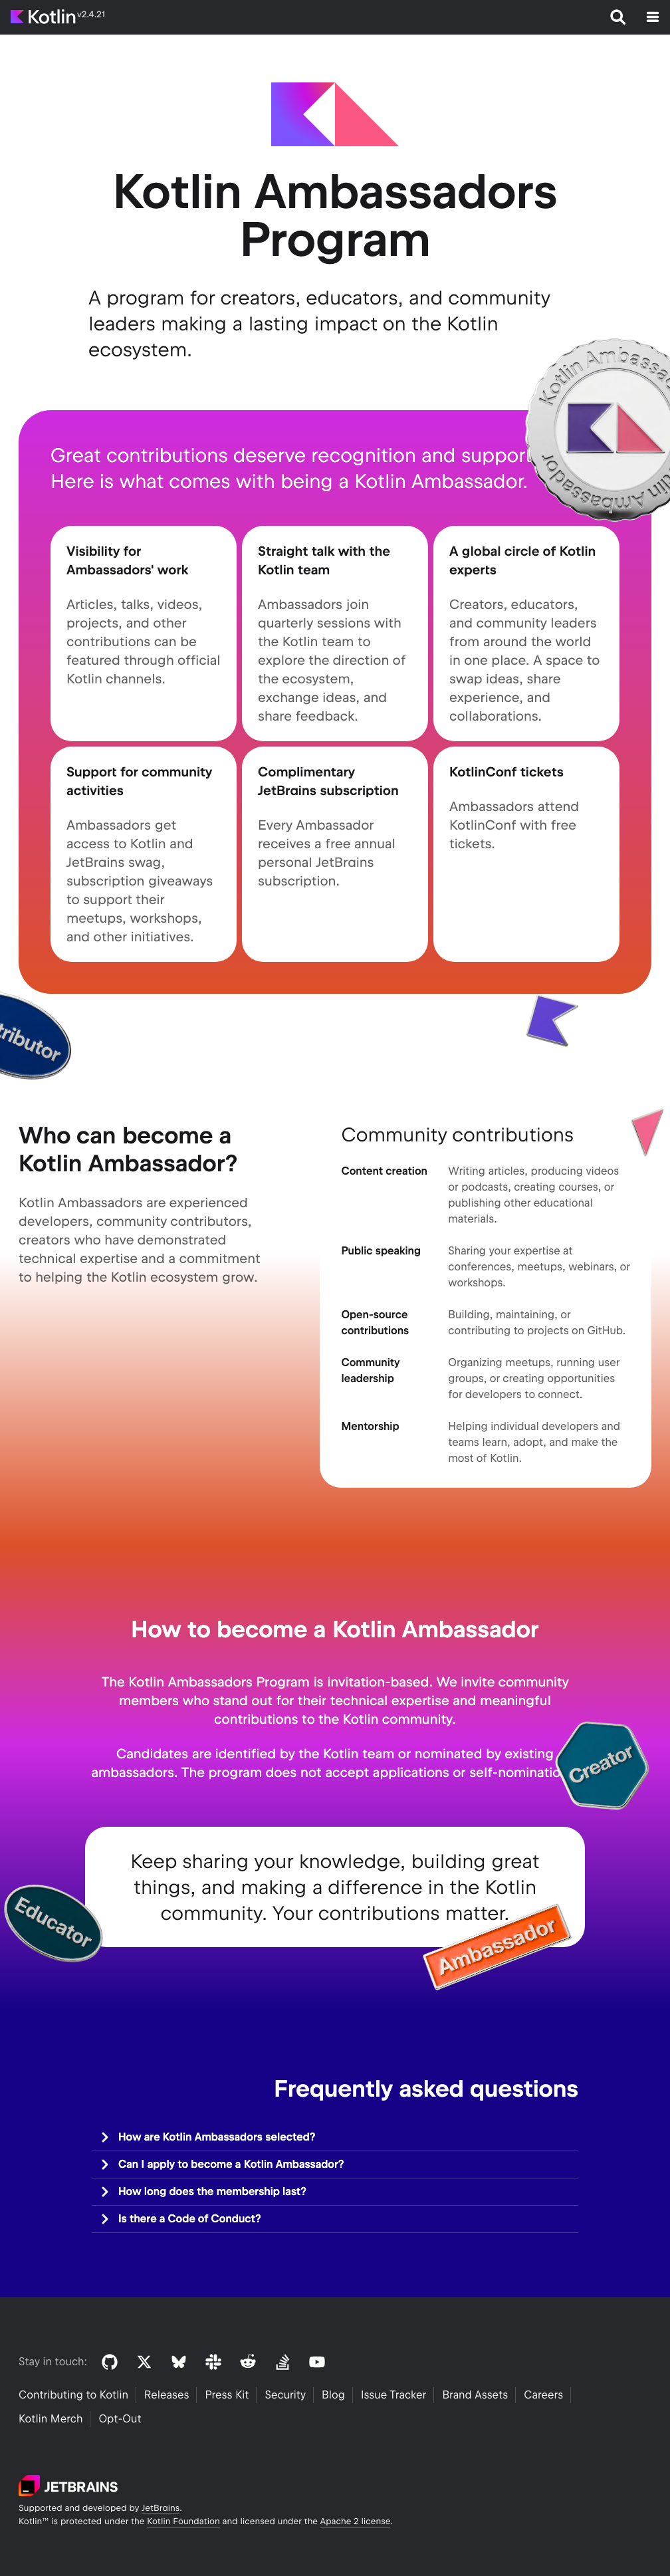 Kotlin v2.4.21
Kotlin Ambassadors
Program
A program for creators, educators, and community
leaders making a lasting impact on the Kotlin
ecosystem.
Kotlin Ambassa
Kotlin Ambassador
Great contributions deserve recognition and support
Here is what comes with being a Kotlin Ambassador.
Visibility for
Ambassadors' work
Articles, talks, videos,
projects, and other
contributions can be
featured through official
Kotlin channels.
Straight talk with the
Kotlin team
Ambassadors join
quarterly sessions with
the Kotlin team to
explore the direction of
the ecosystem,
exchange ideas, and
share feedback.
A global circle of Kotlin
experts
Creators, educators,
and community leaders
from around the world
in one place. A space to
swap ideas, share
experience, and
collaborations.
Support for community
activities
Ambassadors get
access to Kotlin and
JetBrains swag,
subscription giveaways
to support their
meetups, workshops,
and other initiatives.
Complimentary
JetBrains subscription
Every Ambassador
receives a free annual
personal JetBrains
subscription.
KotlinConf tickets
Ambassadors attend
KotlinConf with free
tickets.
tributor
Who can become a
Kotlin Ambassador?
Kotlin Ambassadors are experienced
developers, community contributors,
creators who have demonstrated
technical expertise and a commitment
to helping the Kotlin ecosystem grow.
Community contributions
Content creation
Writing articles, producing videos
or podcasts, creating courses, or
publishing other educational
materials.
Public speaking
Sharing your expertise at
conferences, meetups, webinars, or
workshops.
Open-source
contributions
Building, maintaining, or
contributing to projects on GitHub.
Community
leadership
Organizing meetups, running user
groups, or creating opportunities
for developers to connect.
Mentorship
Helping individual developers and
teams learn, adopt, and make the
most of Kotlin.
How to become a Kotlin Ambassador
The Kotlin Ambassadors Program is invitation-based. We invite community
members who stand out for their technical expertise and meaningful
contributions to the Kotlin community.
Candidates are identified by the Kotlin team or nominated by existing
ambassadors. The program does not accept applications or self-nominatio
Creator
Keep sharing your knowledge, building great
things, and making a difference in the Kotlin
community. Your contributions matter.
Educator
Ambassador
Frequently asked questions
How are Kotlin Ambassadors selected?
Can I apply to become a Kotlin Ambassador?
How long does the membership last?
Is there a Code of Conduct?
Stay in touch:
Contributing to Kotlin Releases Press Kit Security Blog Issue Tracker Brand Assets Careers
Kotlin Merch Opt-Out
JETBRAINS
Supported and developed by JetBrains.
Kotlin™ is protected under the Kotlin Foundation and licensed under the Apache 2 license.